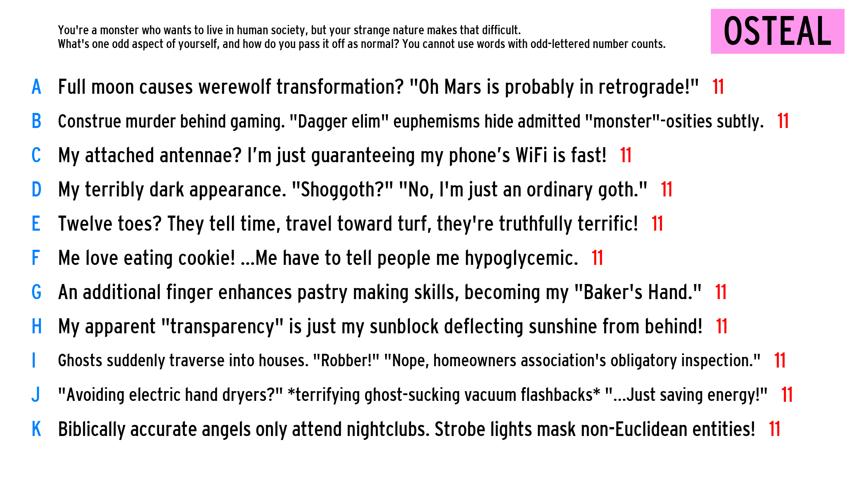 You're a monster who wants to live in human society, but your strange nature makes that difficult.
What's one odd aspect of yourself, and how do you pass it off as normal? You cannot use words with odd-lettered number counts.
OSTEAL
A Full moon causes werewolf transformation? "Oh Mars is probably in retrograde!" 11
B Construe murder behind gaming. "Dagger elim" euphemisms hide admitted "monster"-osities subtly. 11
C My attached antennae? I'm just guaranteeing my phone's WiFi is fast! 11
D My terribly dark appearance. "Shoggoth?" "No, I'm just an ordinary goth." 11
E Twelve toes? They tell time, travel toward turf, they're truthfully terrific! 11
F Me love eating cookie! ...Me have to tell people me hypoglycemic. 11
G An additional finger enhances pastry making skills, becoming my "Baker's Hand." 11
H My apparent "transparency" is just my sunblock deflecting sunshine from behind! 11
I Ghosts suddenly traverse into houses. "Robber!" "Nope, homeowners association's obligatory inspection." 11
J "Avoiding electric hand dryers?" *terrifying ghost-sucking vacuum flashbacks* "...Just saving energy!" 11
K Biblically accurate angels only attend nightclubs. Strobe lights mask non-Euclidean entities! 11